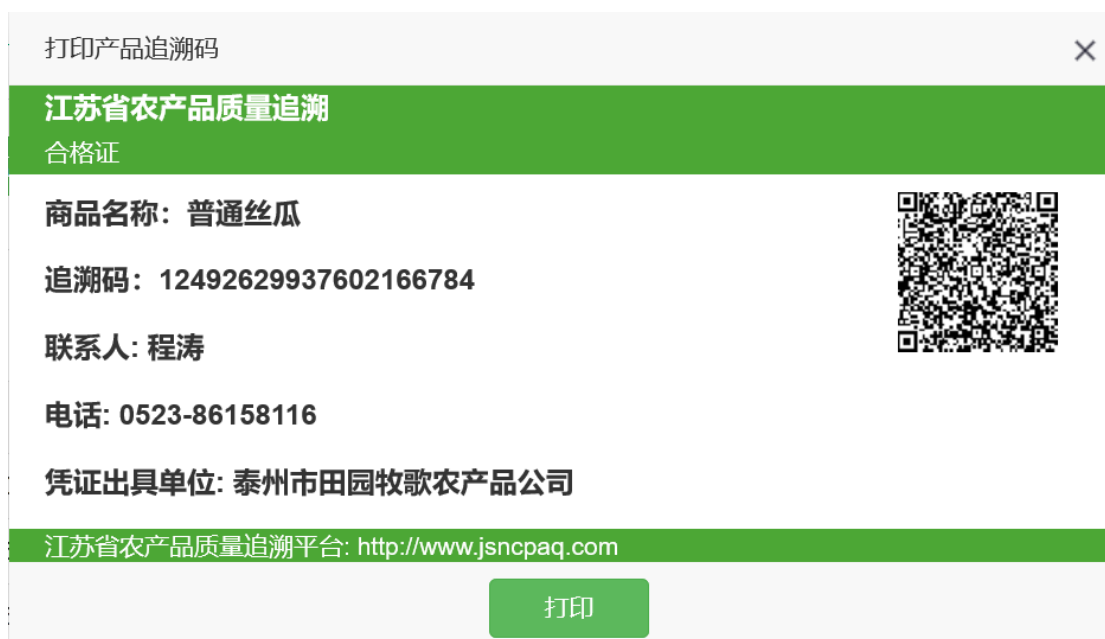 打印产品追溯码
江苏省农产品质量追溯
合格证
商品名称：普通丝瓜
追溯码：12492629937602166784
联系人: 程涛
电话: 0523-86158116
凭证出具单位: 泰州市田园牧歌农产品公司
江苏省农产品质量追溯平台: http://www.jsncpaq.com
打印